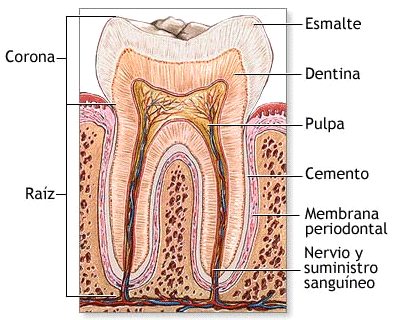 Corona
Raíz
Esmalte
Dentina
Pulpa
Cemento
Membrana
periodontal
Nervio y
suministro
sanguíneo